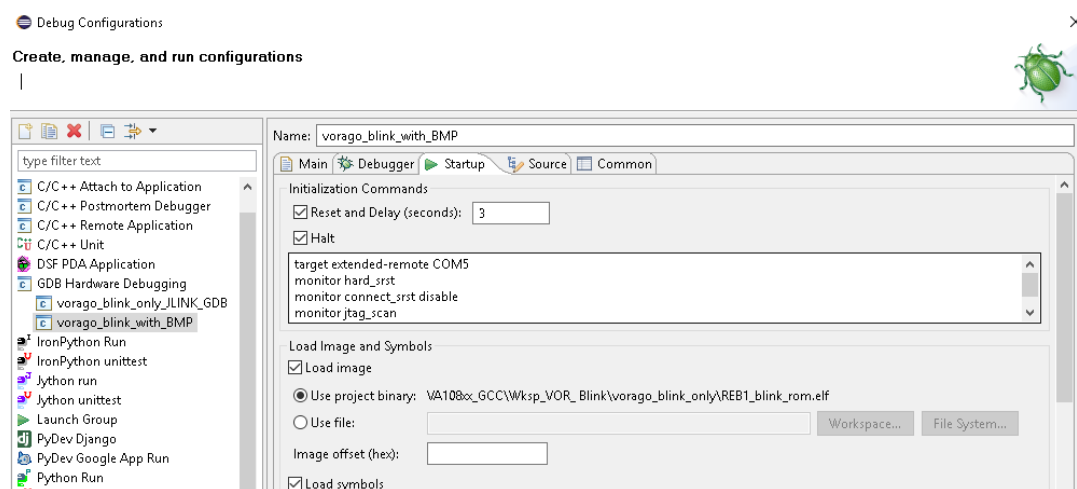 Debug Configurations
Create, manage, and run configurations
Name: vorago_blink_with_BMP
type filter text
C/C++ Attach to Application
C/C++ Postmortem Debugger
C/C++ Remote Application
C/C++ Unit
DSF PDA Application
GDB Hardware Debugging
vorago_blink_only_JLINK_GDB
vorago_blink_with_BMP
IronPython Run
IronPython unittest
Jython run
Jython unittest
Launch Group
PyDev Django
PyDev Google App Run
Python Run
Main Debugger Startup Source Common
Initialization Commands
Reset and Delay (seconds): 3
Halt
target extended-remote COM5
monitor hard_srst
monitor connect_srst disable
monitor jtag_scan
Load Image and Symbols
Load image
Use project binary: VA108xx_GCC\Wksp_VOR_ Blink\vorago_blink_only\REB1_blink_rom.elf
Use file: Workspace... File System...
Image offset (hex):
Load symbols